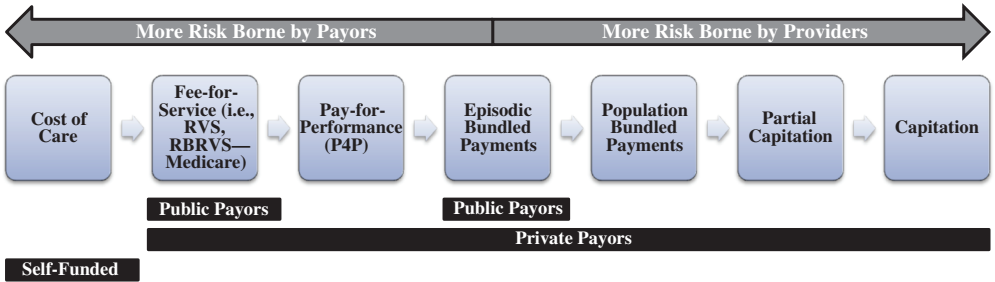 More Risk Borne by Payors
More Risk Borne by Providers
Cost of
Care
Fee-for-
Service (i.e.,
RVS,
RBRVS—
Medicare)
Pay-for-
Performance
(P4P)
Episodic
Bundled
Payments
Population
Bundled
Payments
Partial
Capitation
Capitation
Public Payors
Public Payors
Private Payors
Self-Funded